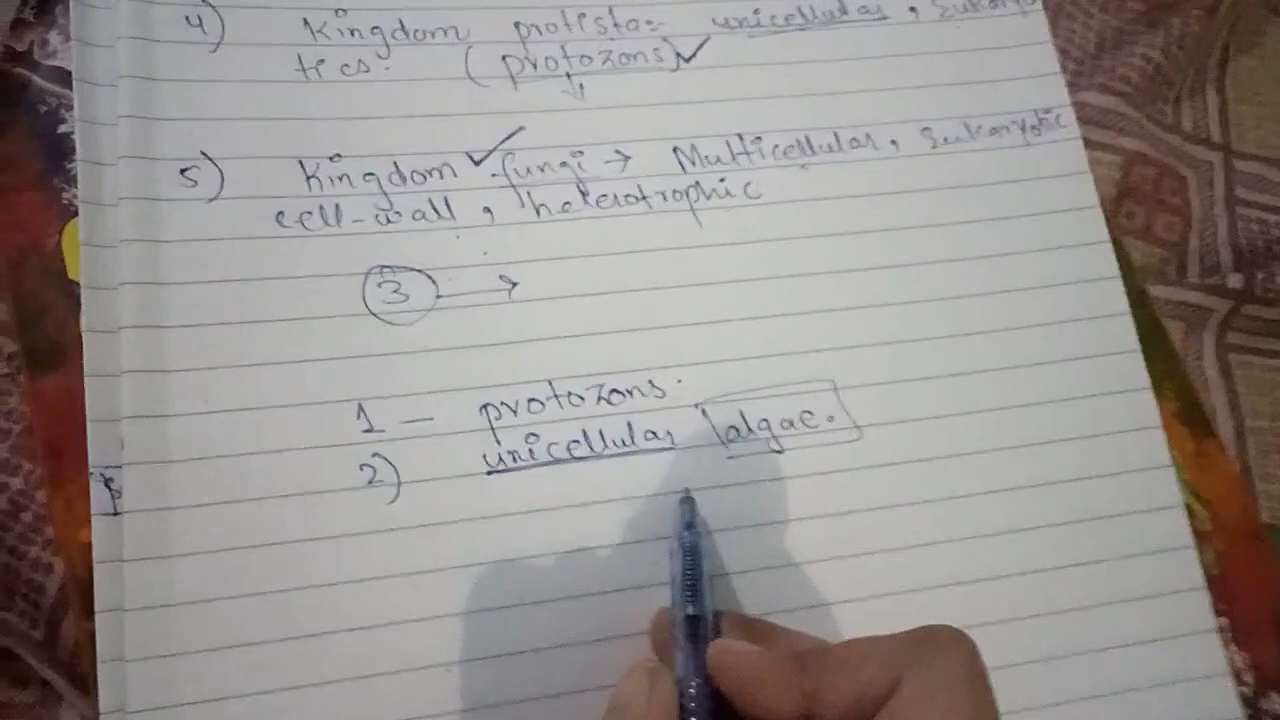 4) Kingdom protista:- unicellular, Eukaryo
tics. (protozons) ✓
5) Kingdom fungi → Multicellular, Eukaryotic
cell-wall, heterotrophic
3 →
1 - protozons.
2) unicellular algae.